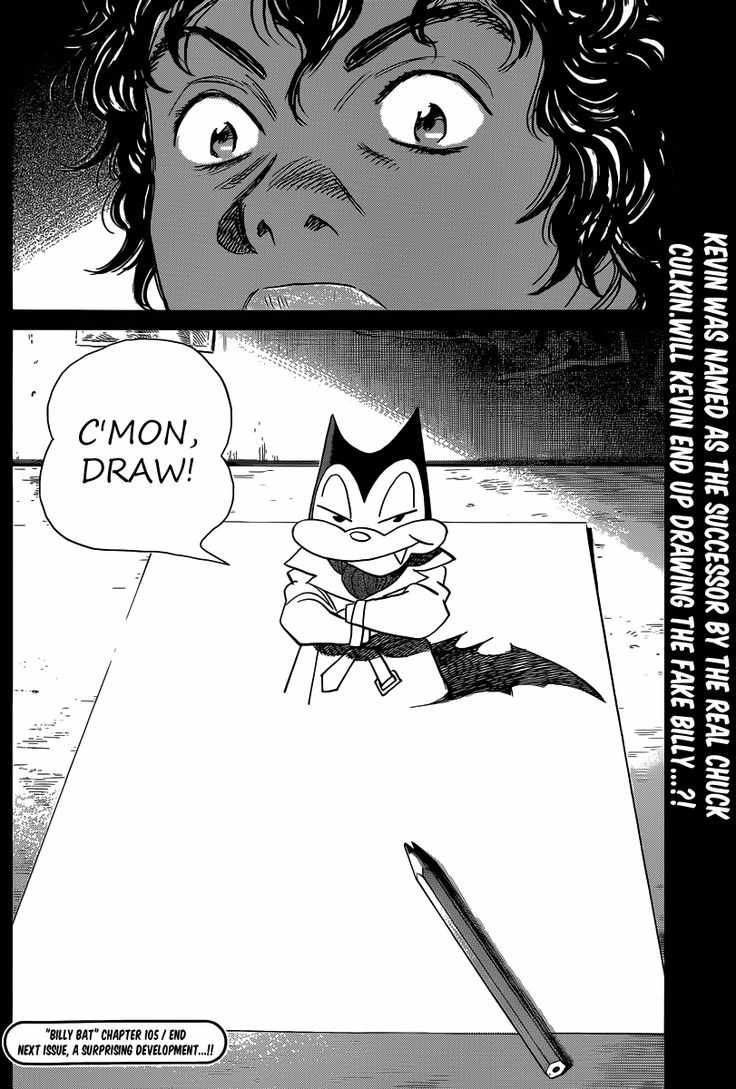 KEVIN WAS NAMED AS THE SUCCESSOR BY THE REAL CHUCK
CULKIN.WILL KEVIN END UP DRAWING THE FAKE BILLY...?!
C'MON,
DRAW!
"BILLY BAT" CHAPTER 105 / END
NEXT ISSUE, A SURPRISING DEVELOPMENT...!!